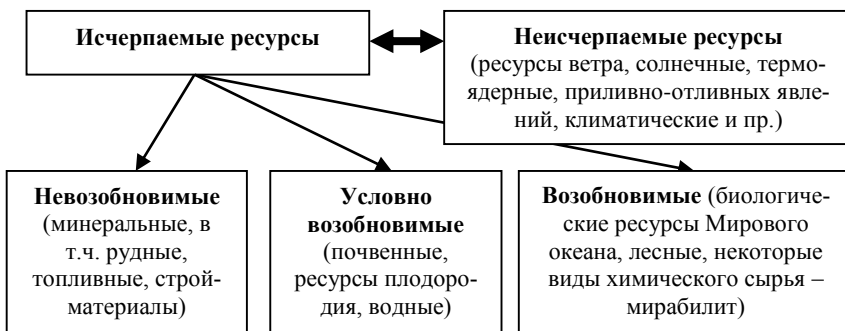 Исчерпаемые ресурсы
Неисчерпаемые ресурсы
(ресурсы ветра, солнечные, термо-
ядерные, приливно-отливных явле-
ний, климатические и пр.)
Невозобновимые
(минеральные, в
т.ч. рудные,
топливные, строй-
материалы)
Условно
возобновимые
(почвенные,
ресурсы плодоро-
дия, водные)
Возобновимые (биологиче-
ские ресурсы Мирового
океана, лесные, некоторые
виды химического сырья –
мирабилит)